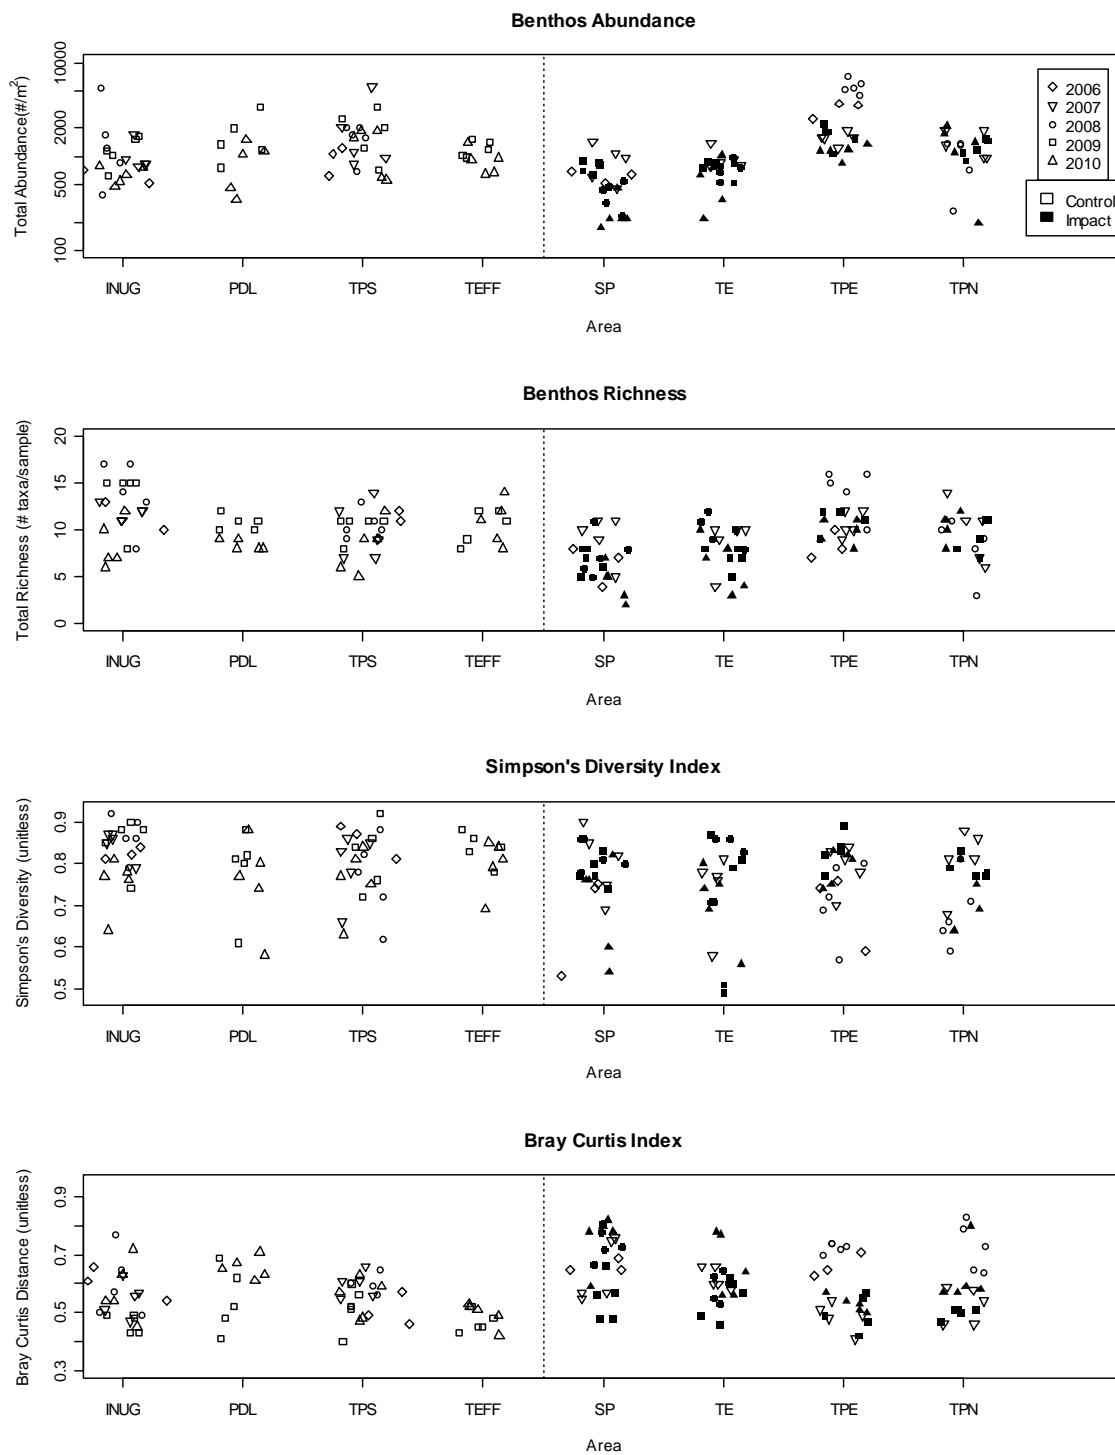 Benthos Abundance
Total Abundance(#/m²)
10000
2000
500
100
2006
2007
2008
2009
2010
Control
Impact
INUG PDL TPS TEFF SP TE TPE TPN
Area
Benthos Richness
Total Richness (# taxa/sample)
20
15
10
5
0
INUG PDL TPS TEFF SP TE TPE TPN
Area
Simpson's Diversity Index
Simpson's Diversity (unitless)
0.9
0.8
0.7
0.6
0.5
INUG PDL TPS TEFF SP TE TPE TPN
Area
Bray Curtis Index
Bray Curtis Distance (unitless)
0.9
0.7
0.5
0.3
INUG PDL TPS TEFF SP TE TPE TPN
Area